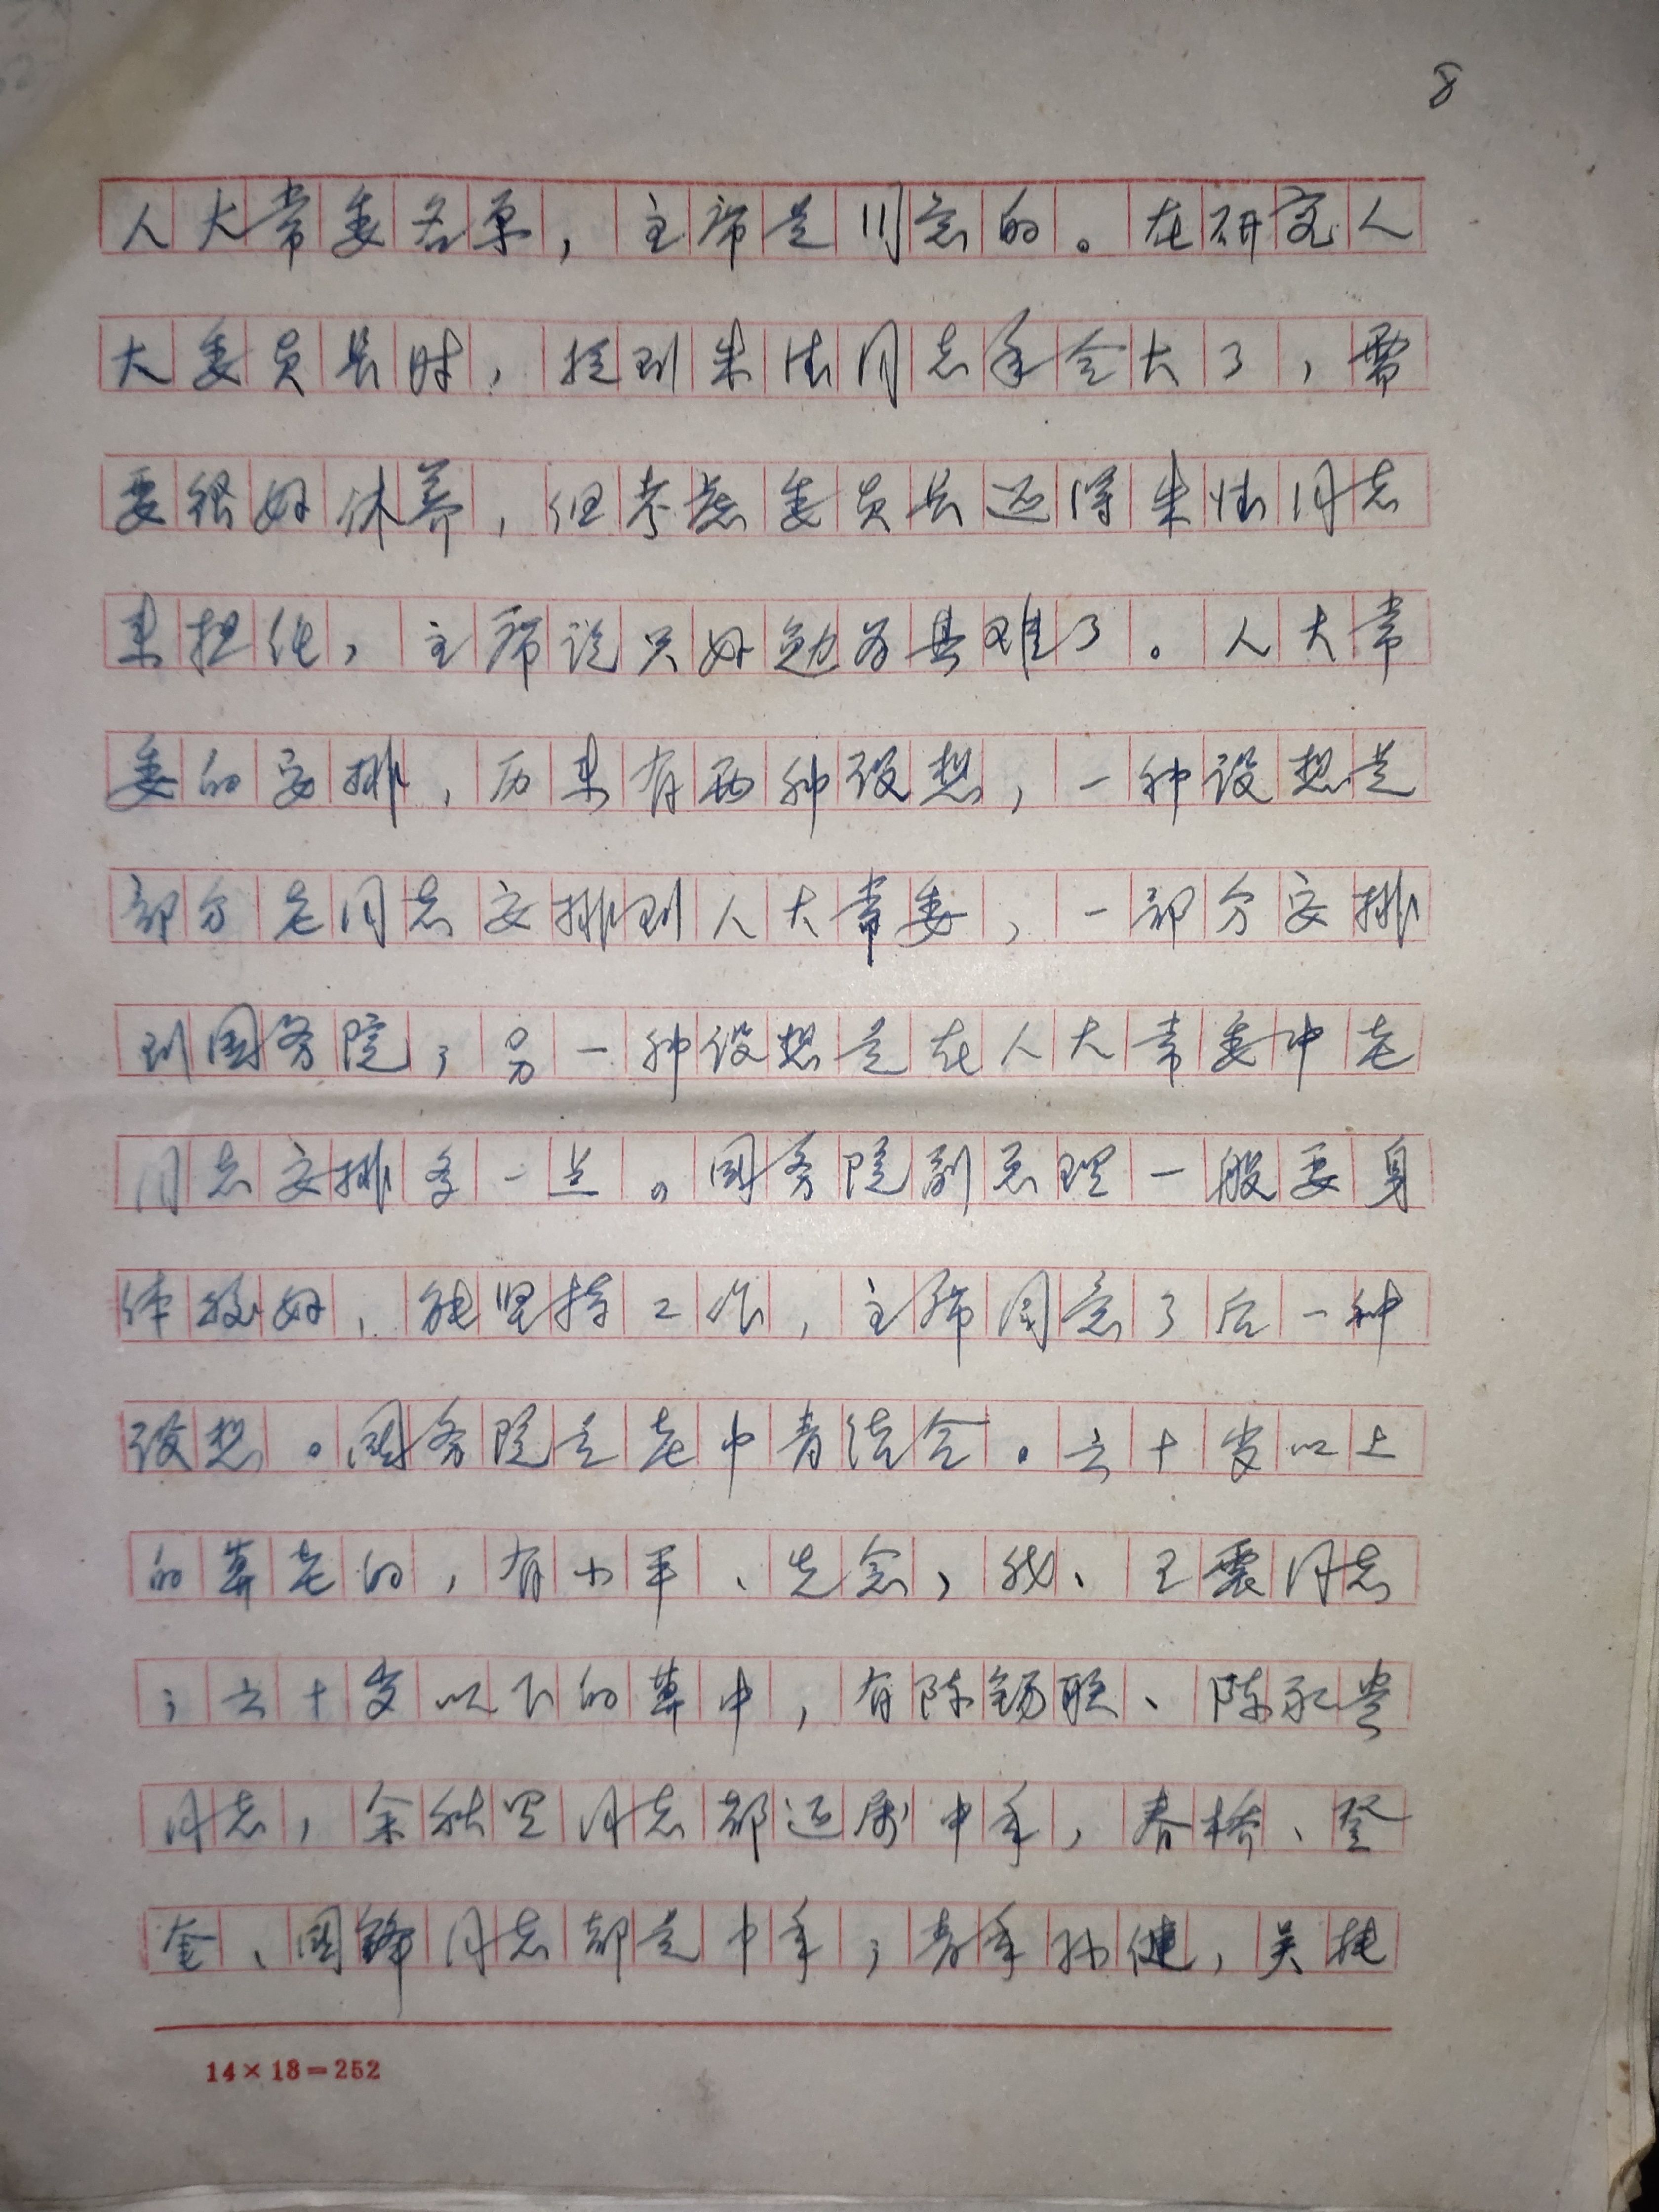 8
人大常委名单，主席是同意的。在研究人
大委员长时，提到朱德同志年令大了，需
要很好休养，但考虑委员长还得朱德同志
来担任，主席说只好勉为其难了。人大常
委的安排，历来有两种设想，一种设想是
部分老同志安排到人大常委，一部分安排
到国务院；另一种设想是在人大常委中老
同志安排多一些。国务院副总理一般要身
体较好，能坚持工作，主席同意了后一种
设想。国务院是老中青结合。六十岁以上
的算老的，有小平、先念，我、王震同志
；六十岁以下的算中，有陈锡联、陈永贵
同志，余秋里同志都还属中年，春桥、登
奎、国锋同志都是中年；青年孙健，吴桂
14×18＝252